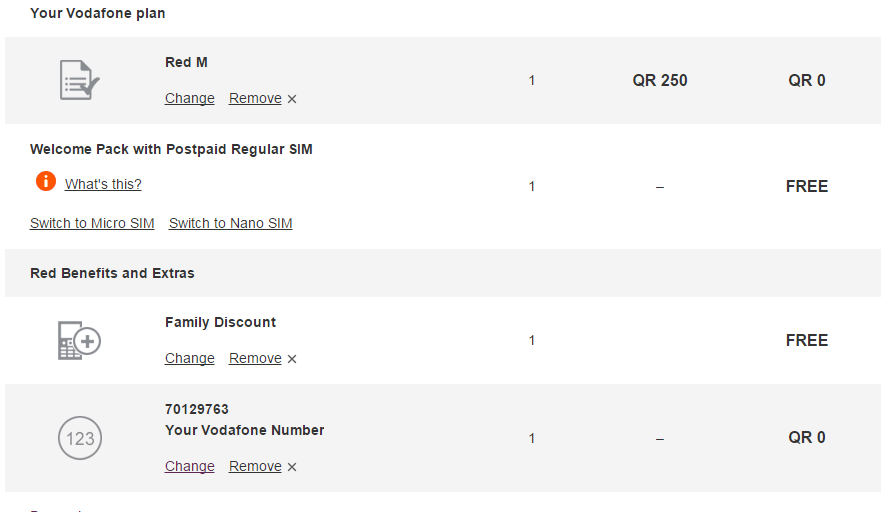 Your Vodafone plan
Red M
1 QR 250 QR 0
Change Remove ×
Welcome Pack with Postpaid Regular SIM
i What's this?
1 – FREE
Switch to Micro SIM Switch to Nano SIM
Red Benefits and Extras
Family Discount
1 FREE
Change Remove ×
70129763
Your Vodafone Number
123 1 – QR 0
Change Remove ×